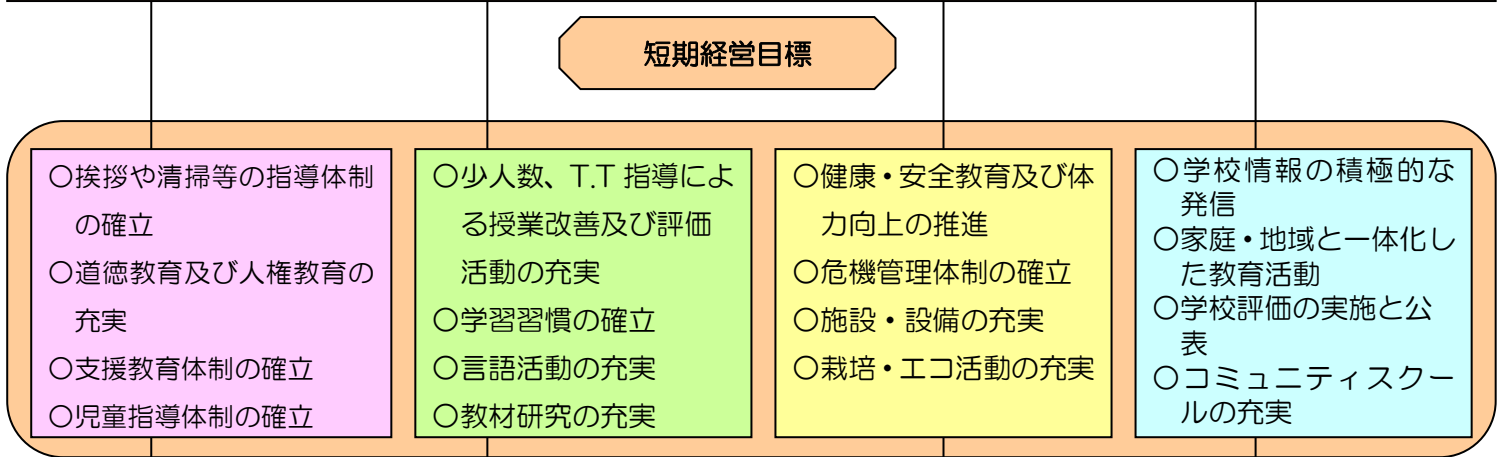 短期経営目標
○挨拶や清掃等の指導体制
の確立
○道徳教育及び人権教育の
充実
○支援教育体制の確立
○児童指導体制の確立
○少人数、T.T 指導によ
る授業改善及び評価
活動の充実
○学習習慣の確立
○言語活動の充実
○教材研究の充実
○健康・安全教育及び体
力向上の推進
○危機管理体制の確立
○施設・設備の充実
○栽培・エコ活動の充実
○学校情報の積極的な
発信
○家庭・地域と一体化し
た教育活動
○学校評価の実施と公
表
○コミュニティスクー
ルの充実